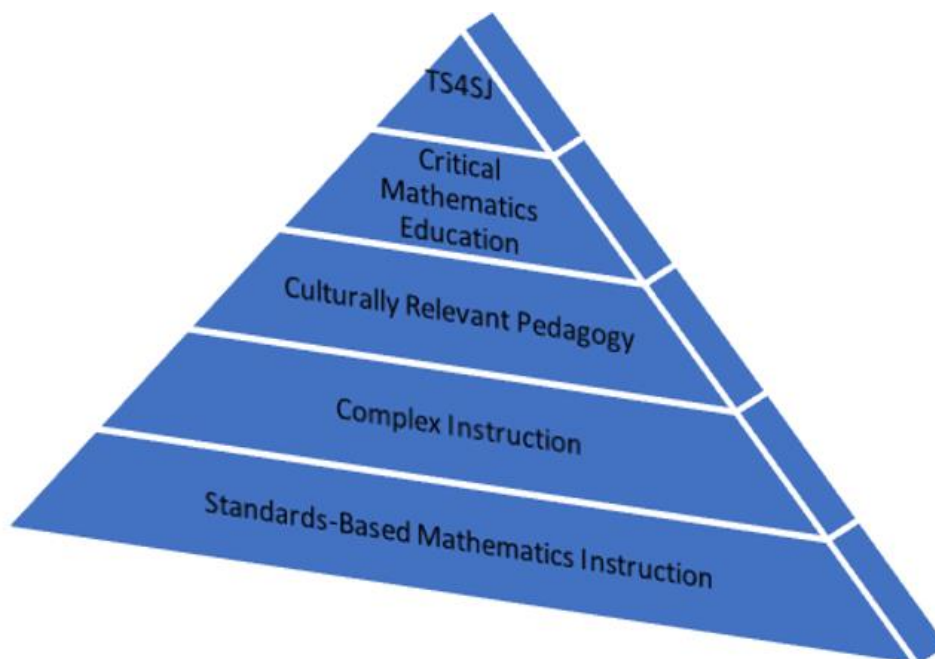 TS4SJ
Critical
Mathematics
Education
Culturally Relevant Pedagogy
Complex Instruction
Standards-Based Mathematics Instruction